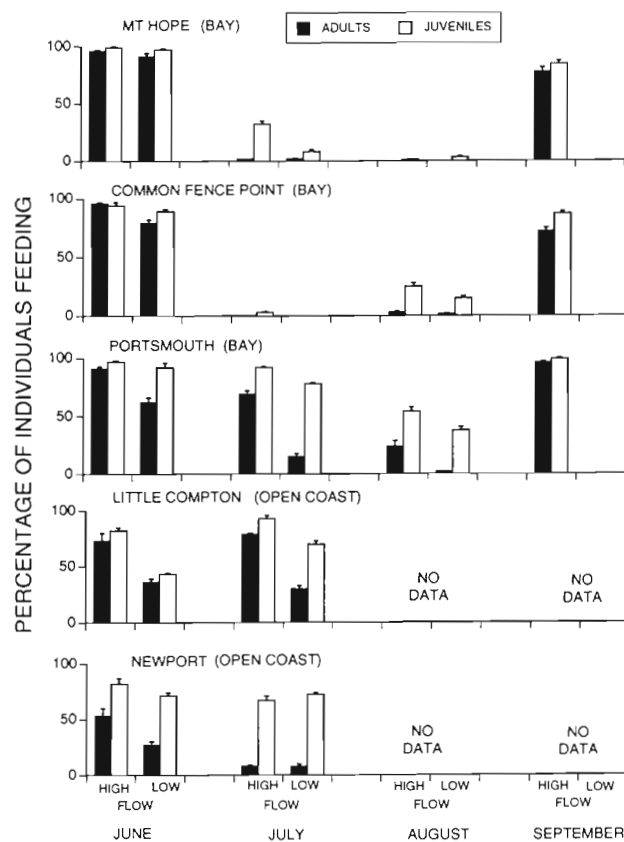 MT HOPE (BAY)
ADULTS JUVENILES
100
50
0
COMMON FENCE POINT (BAY)
100
50
0
PORTSMOUTH (BAY)
100
50
0
LITTLE COMPTON (OPEN COAST)
100
50
0
NO DATA
NO DATA
NEWPORT (OPEN COAST)
100
50
0
NO DATA
NO DATA
PERCENTAGE OF INDIVIDUALS FEEDING
HIGH LOW HIGH LOW HIGH LOW HIGH LOW
FLOW FLOW FLOW FLOW
JUNE JULY AUGUST SEPTEMBER